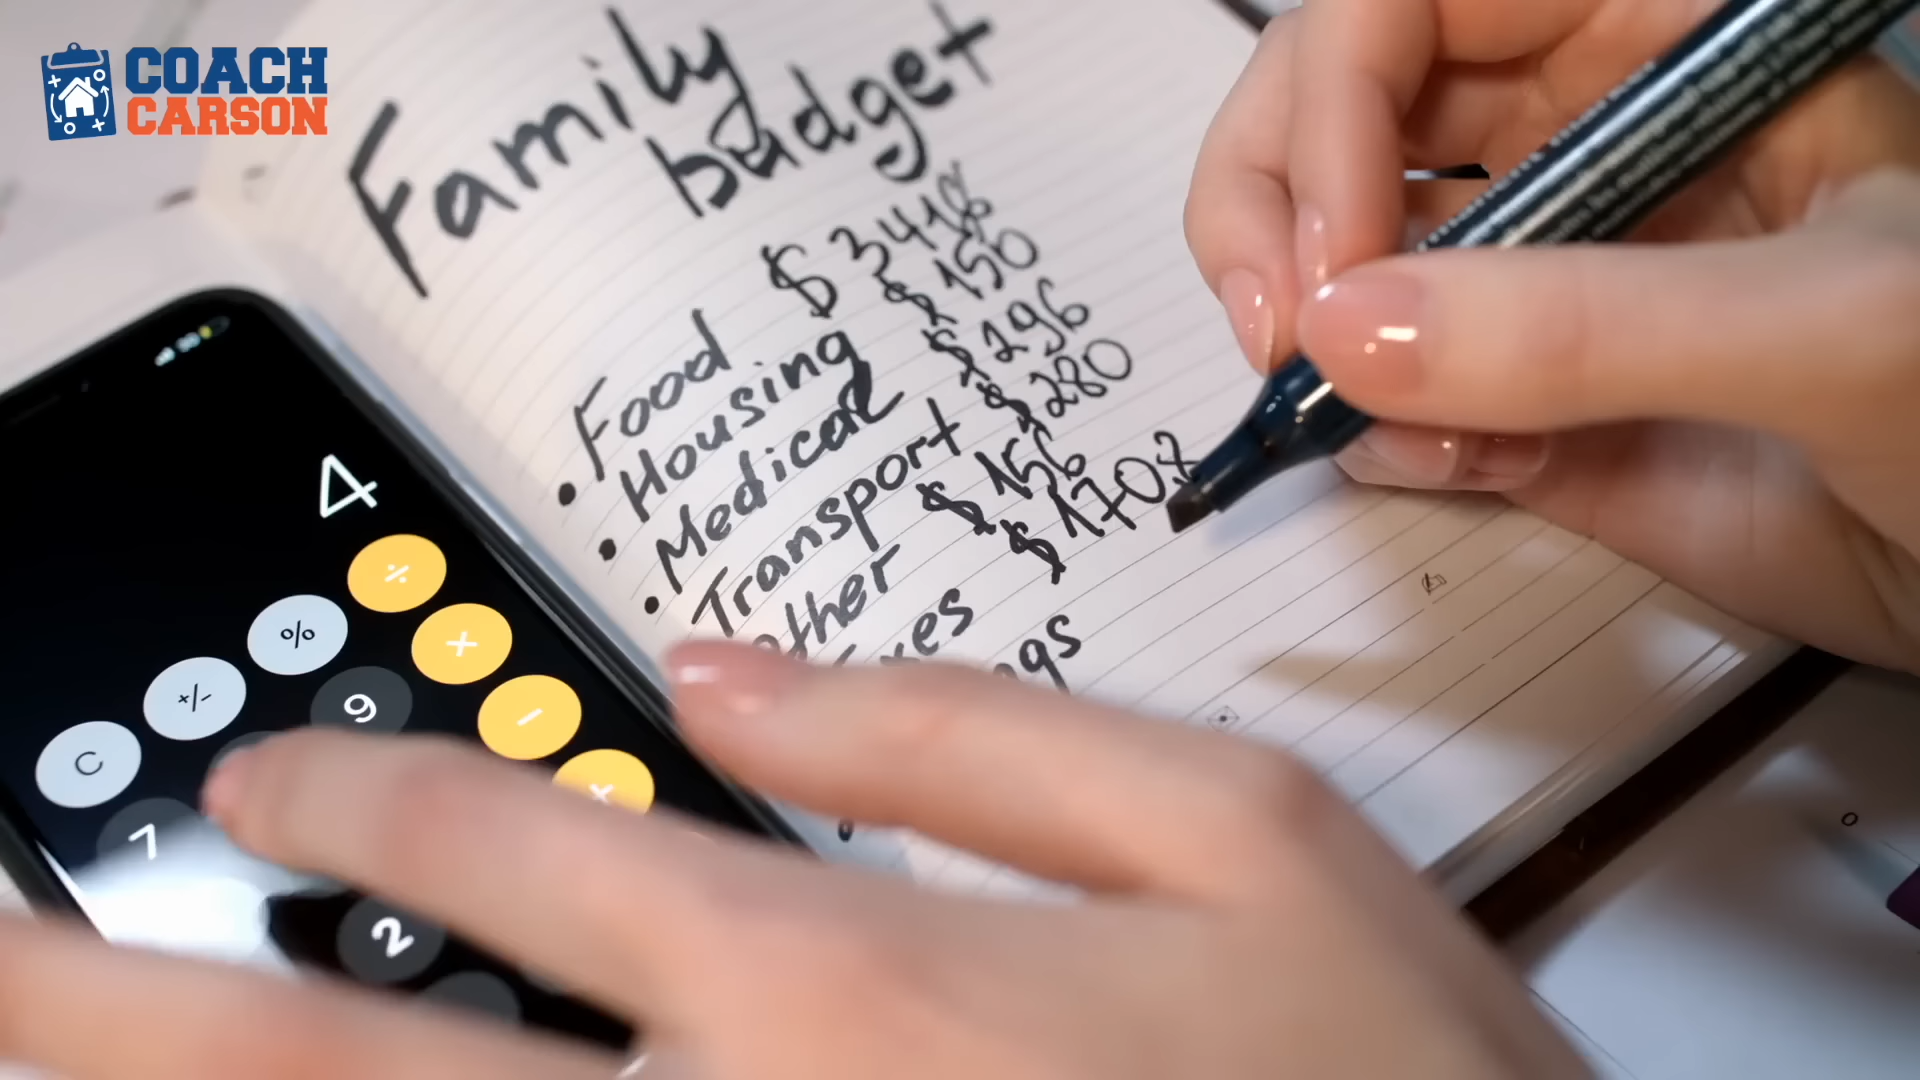 COACH
CARSON
Family
budget
• Food $ 3418
• Housing $ 150
• Medical $ 296
Transport $ 280
other $ 156
$ 1708
4
÷
% ×
+/- 9 −
C +
7
2